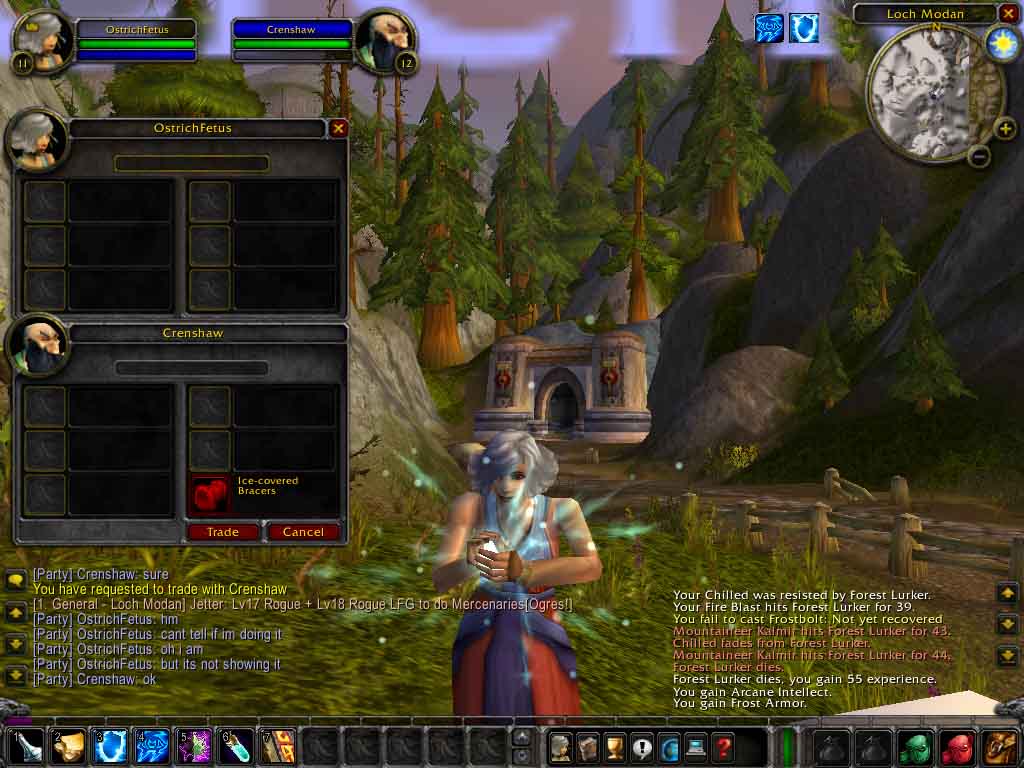 OstrichFetus
11
Crenshaw
12
Loch Modan
N
OstrichFetus
Crenshaw
Ice-covered
Bracers
Trade
Cancel
[Party] Crenshaw: sure
You have requested to trade with Crenshaw
[1. General - Loch Modan] Jetter: Lv17 Rogue + Lv18 Rogue LFG to do Mercenaries[Ogres!]
[Party] OstrichFetus: hm
[Party] OstrichFetus: cant tell if im doing it
[Party] OstrichFetus: oh i am
[Party] OstrichFetus: but its not showing it
[Party] Crenshaw: ok
Your Chilled was resisted by Forest Lurker.
Your Fire Blast hits Forest Lurker for 39.
You fail to cast Frostbolt: Not yet recovered
Mountaineer Kalmir hits Forest Lurker for 43.
Chilled fades from Forest Lurker.
Mountaineer Kalmir hits Forest Lurker for 44.
Forest Lurker dies.
Forest Lurker dies, you gain 55 experience.
You gain Arcane Intellect.
You gain Frost Armor.
1 2 3 4 5 6 7